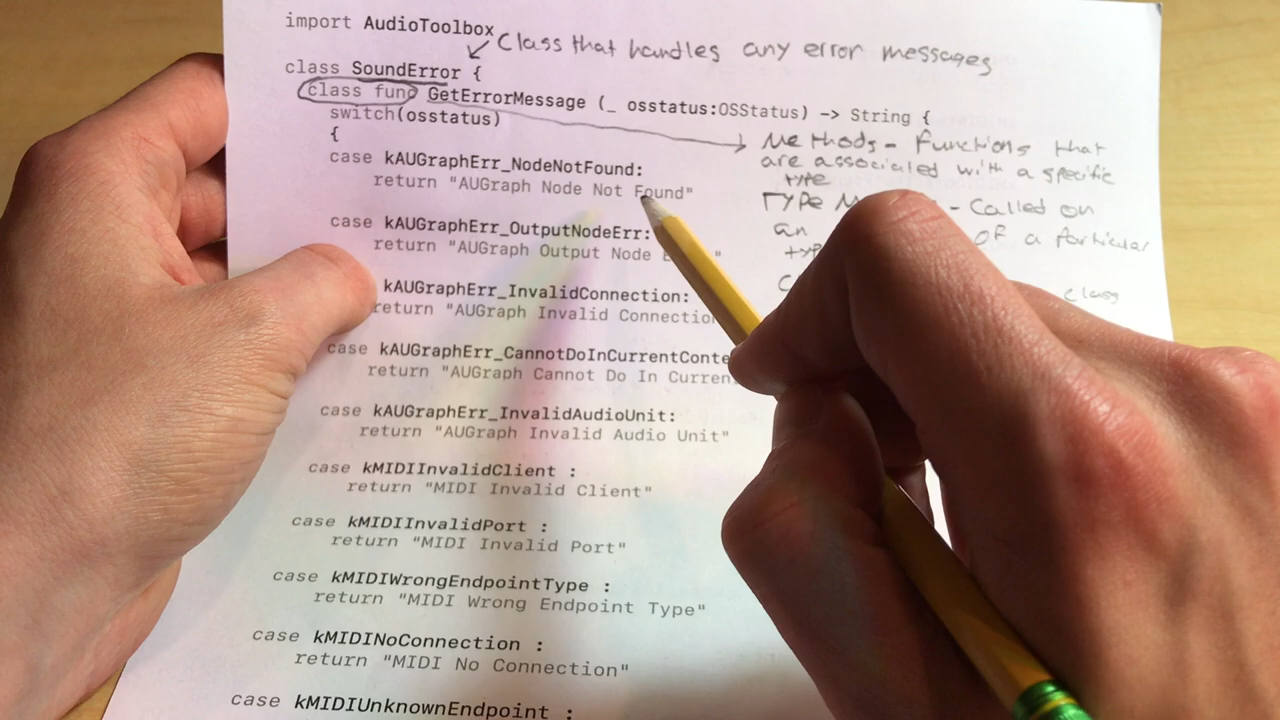 import AudioToolbox
Class that handles any error messages
class SoundError {
class func GetErrorMessage (_ osstatus:OSStatus) -> String {
switch(osstatus)
{
case kAUGraphErr_NodeNotFound:
return "AUGraph Node Not Found"
case kAUGraphErr_OutputNodeErr:
return "AUGraph Output Node "
kAUGraphErr_InvalidConnection:
return "AUGraph Invalid Connection
case kAUGraphErr_CannotDoInCurrentConte
return "AUGraph Cannot Do In Curren
case kAUGraphErr_InvalidAudioUnit:
return "AUGraph Invalid Audio Unit"
case kMIDIInvalidClient :
return "MIDI Invalid Client"
case kMIDIInvalidPort :
return "MIDI Invalid Port"
case kMIDIWrongEndpointType :
return "MIDI Wrong Endpoint Type"
case kMIDINoConnection :
return "MIDI No Connection"
case kMIDIUnknownEndpoint :
Methods - Functions that
are associated with a specific
type
Type - Called on
an of a particular
class